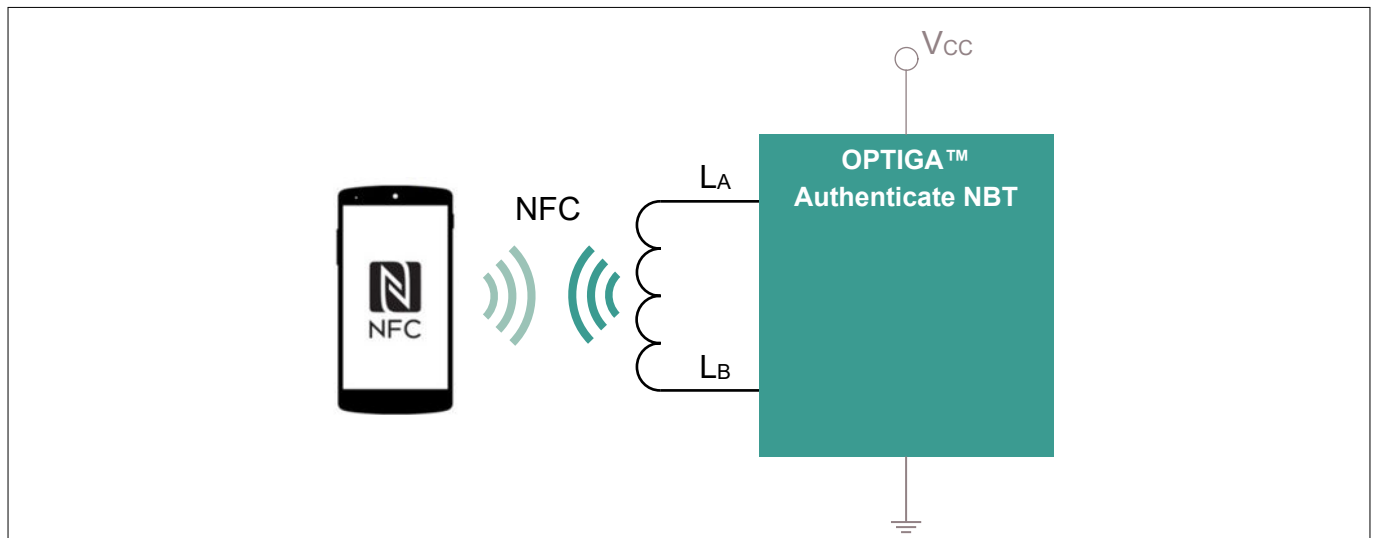 VCC
OPTIGA™
Authenticate NBT
LA
NFC
NFC
LB